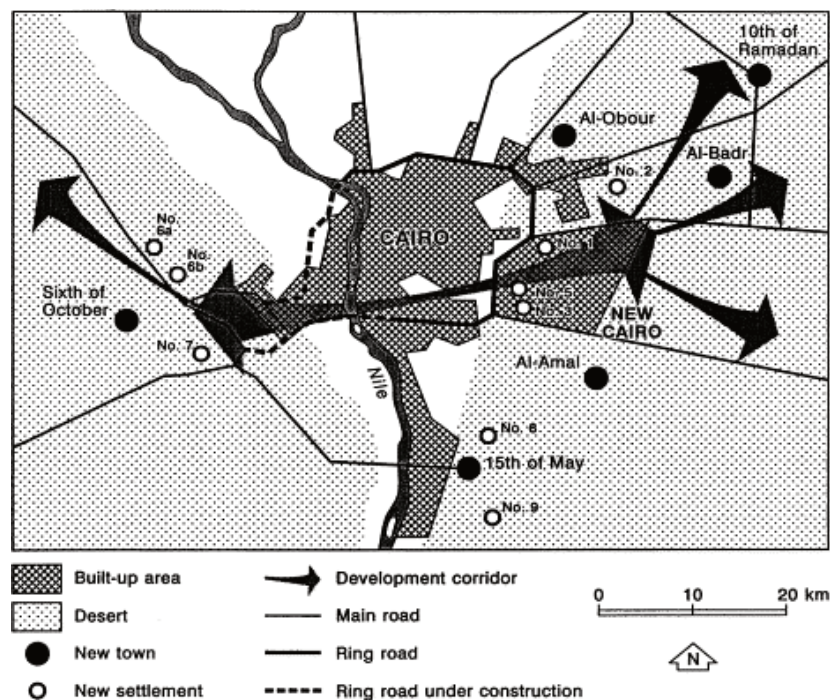 10th of
Ramadan
Al-Obour
Al-Badr
No. 2
CAIRO
No. 1
No.
6a
No.
6b
Sixth of
October
No. 5
No. 3
NEW
CAIRO
No. 7
Al-Amal
Nile
No. 6
15th of May
No. 9
Built-up area
Development corridor
0 10 20 km
Desert
Main road
New town
Ring road
N
New settlement
Ring road under construction